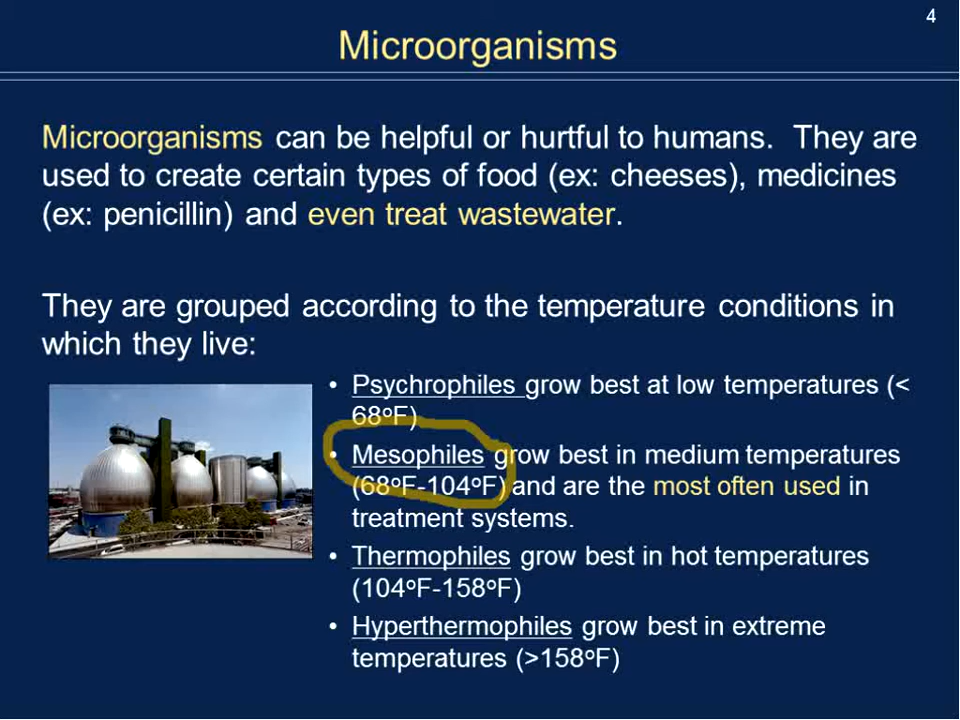 4
Microorganisms
Microorganisms can be helpful or hurtful to humans. They are
used to create certain types of food (ex: cheeses), medicines
(ex: penicillin) and even treat wastewater.
They are grouped according to the temperature conditions in
which they live:
• Psychrophiles grow best at low temperatures (<
68ºF)
• Mesophiles grow best in medium temperatures
(68ºF-104ºF) and are the most often used in
treatment systems.
• Thermophiles grow best in hot temperatures
(104ºF-158ºF)
• Hyperthermophiles grow best in extreme
temperatures (>158ºF)